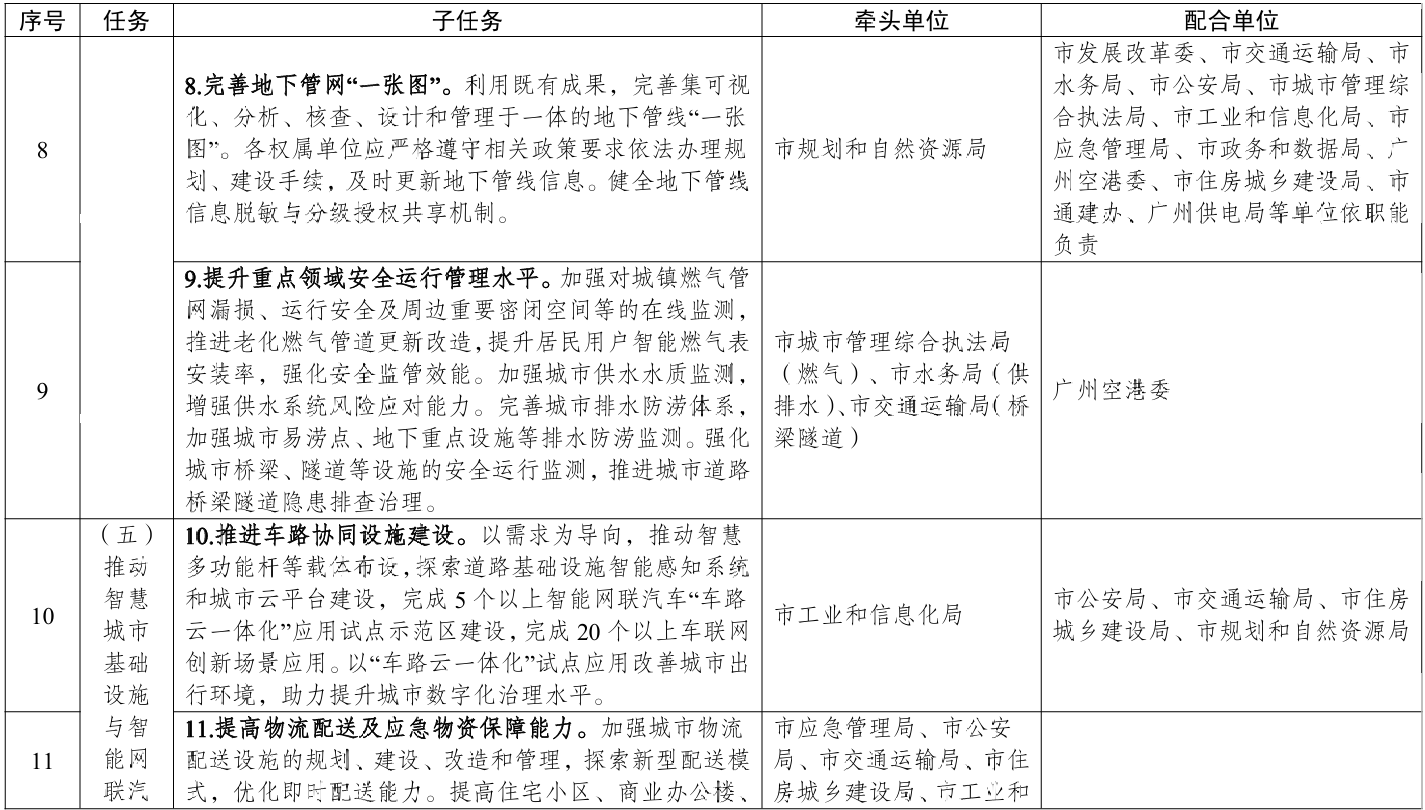 序号 任务 子任务 牵头单位 配合单位
8
8.完善地下管网“一张图”。利用既有成果，完善集可视
化、分析、核查、设计和管理于一体的地下管线“一张
图”。各权属单位应严格遵守相关政策要求依法办理规
划、建设手续，及时更新地下管线信息。健全地下管线
信息脱敏与分级授权共享机制。
市规划和自然资源局
市发展改革委、市交通运输局、市
水务局、市公安局、市城市管理综
合执法局、市工业和信息化局、市
应急管理局、市政务和数据局、广
州空港委、市住房城乡建设局、市
通建办、广州供电局等单位依职能
负责
9
9.提升重点领域安全运行管理水平。加强对城镇燃气管
网漏损、运行安全及周边重要密闭空间等的在线监测，
推进老化燃气管道更新改造，提升居民用户智能燃气表
安装率，强化安全监管效能。加强城市供水水质监测，
增强供水系统风险应对能力。完善城市排水防涝体系，
加强城市易涝点、地下重点设施等排水防涝监测。强化
城市桥梁、隧道等设施的安全运行监测，推进城市道路
桥梁隧道隐患排查治理。
市城市管理综合执法局
（燃气）、市水务局（供
排水）、市交通运输局（桥
梁隧道）
广州空港委
10
（五）
推动
智慧
城市
基础
设施
与智
能网
联汽
10.推进车路协同设施建设。以需求为导向，推动智慧
多功能杆等载体布设，探索道路基础设施智能感知系统
和城市云平台建设，完成 5 个以上智能网联汽车“车路
云一体化”应用试点示范区建设，完成 20 个以上车联网
创新场景应用。以“车路云一体化”试点应用改善城市出
行环境，助力提升城市数字化治理水平。
市工业和信息化局
市公安局、市交通运输局、市住房
城乡建设局、市规划和自然资源局
11
11.提高物流配送及应急物资保障能力。加强城市物流
配送设施的规划、建设、改造和管理，探索新型配送模
式，优化即时配送能力。提高住宅小区、商业办公楼、
市应急管理局、市公安
局、市交通运输局、市住
房城乡建设局、市工业和